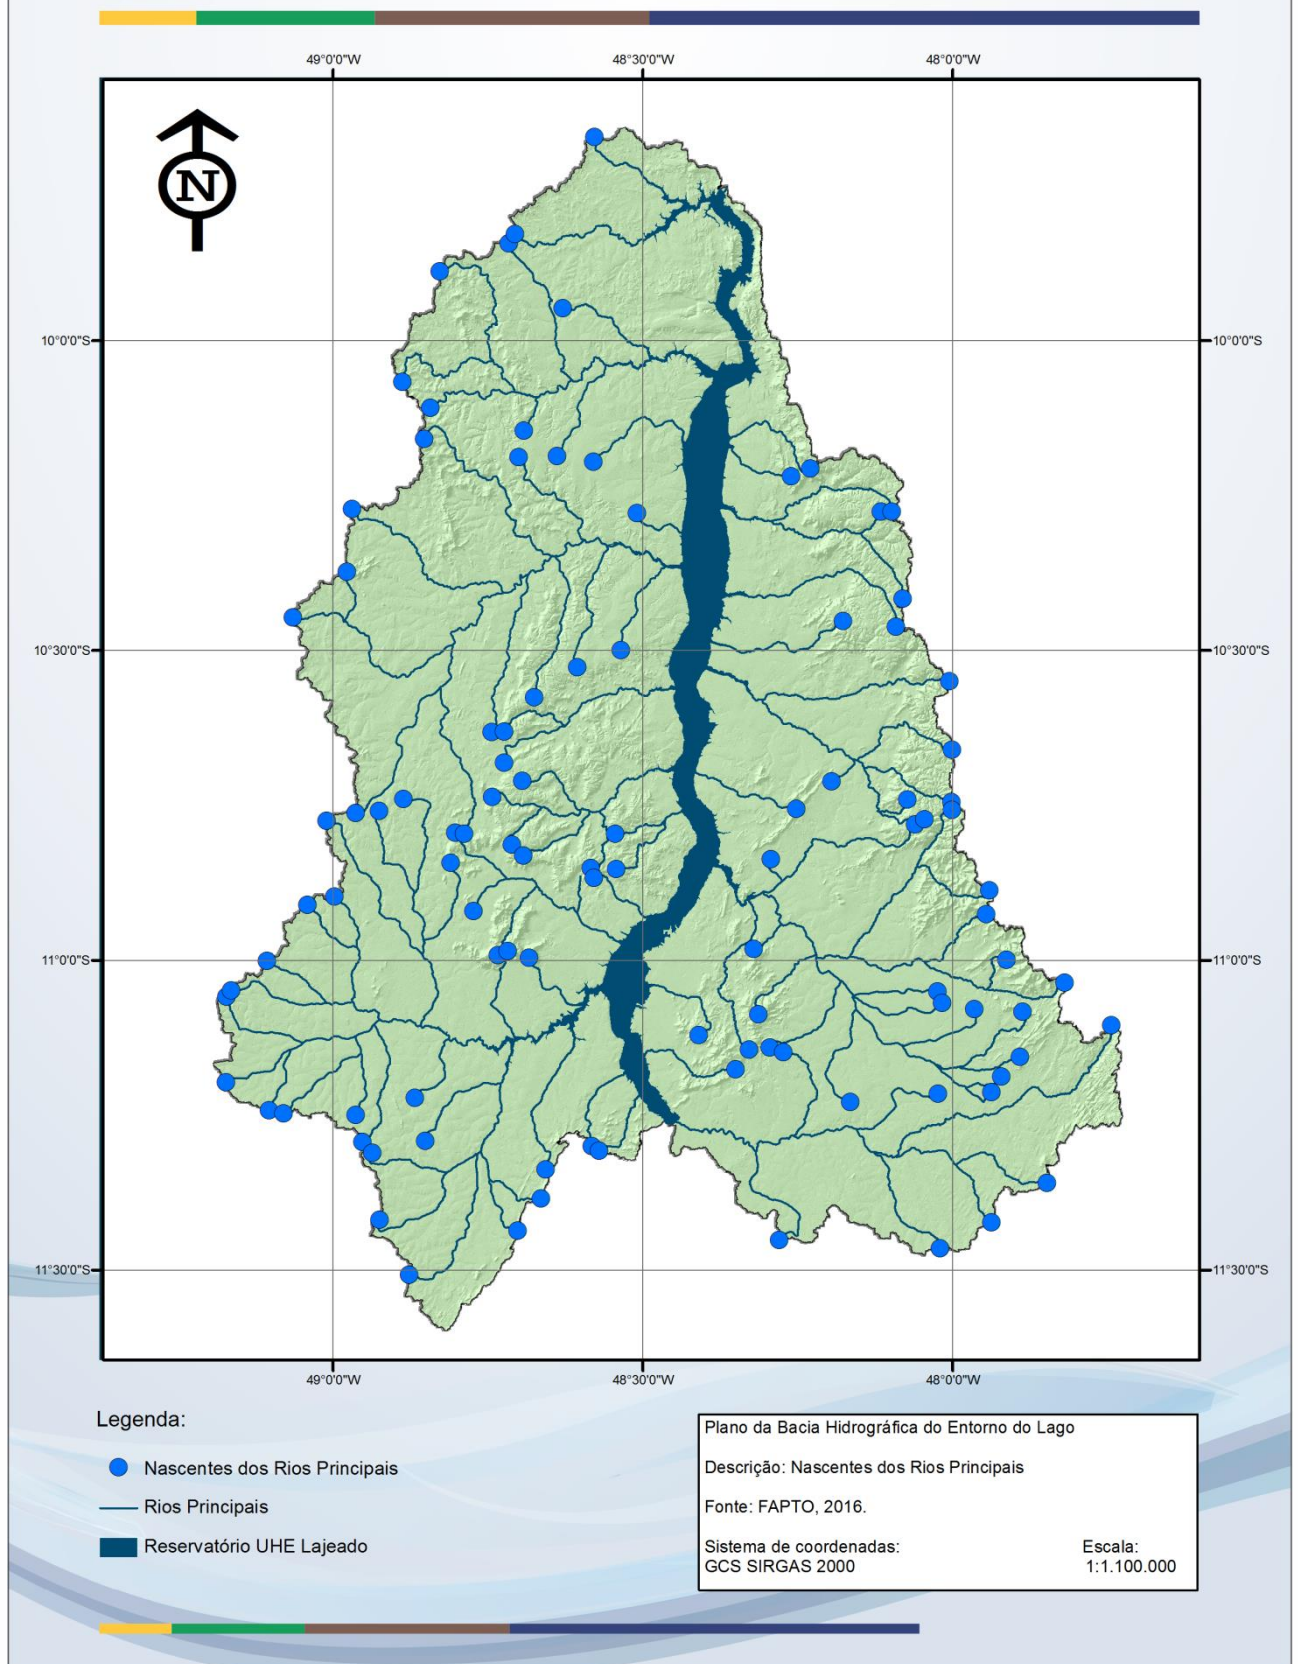 49°0'0"W 48°30'0"W 48°0'0"W
N
10°0'0"S 10°0'0"S
10°30'0"S 10°30'0"S
11°0'0"S 11°0'0"S
11°30'0"S 11°30'0"S
49°0'0"W 48°30'0"W 48°0'0"W
Legenda:
Nascentes dos Rios Principais
Rios Principais
Reservatório UHE Lajeado
Plano da Bacia Hidrográfica do Entorno do Lago
Descrição: Nascentes dos Rios Principais
Fonte: FAPTO, 2016.
Sistema de coordenadas: Escala:
GCS SIRGAS 2000 1:1.100.000